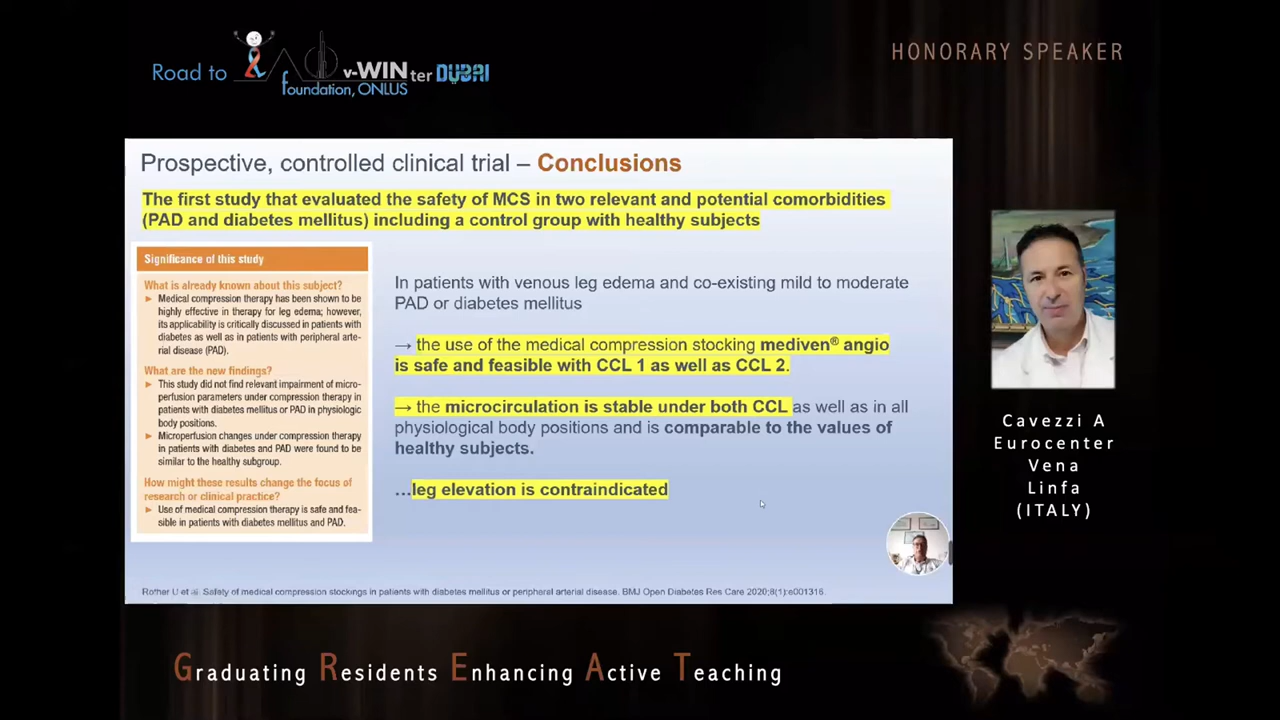 Road to
v-WINter DUBAI
foundation, ONLUS
HONORARY SPEAKER
Prospective, controlled clinical trial – Conclusions
The first study that evaluated the safety of MCS in two relevant and potential comorbidities
(PAD and diabetes mellitus) including a control group with healthy subjects
Significance of this study
What is already known about this subject?
► Medical compression therapy has been shown to be
highly effective in therapy for leg edema; however,
its applicability is critically discussed in patients with
diabetes as well as in patients with peripheral arte-
rial disease (PAD).
What are the new findings?
► This study did not find relevant impairment of micro-
perfusion parameters under compression therapy in
patients with diabetes mellitus or PAD in physiologic
body positions.
► Microperfusion changes under compression therapy
in patients with diabetes and PAD were found to be
similar to the healthy subgroup.
How might these results change the focus of
research or clinical practice?
► Use of medical compression therapy is safe and fea-
sible in patients with diabetes mellitus and PAD.
In patients with venous leg edema and co-existing mild to moderate
PAD or diabetes mellitus
→ the use of the medical compression stocking mediven® angio
is safe and feasible with CCL 1 as well as CCL 2.
→ the microcirculation is stable under both CCL as well as in all
physiological body positions and is comparable to the values of
healthy subjects.
…leg elevation is contraindicated
Rother U et al. Safety of medical compression stockings in patients with diabetes mellitus or peripheral arterial disease. BMJ Open Diabetes Res Care 2020;8(1):e001316.
Cavezzi A
Eurocenter
Vena
Linfa
(ITALY)
Graduating Residents Enhancing Active Teaching